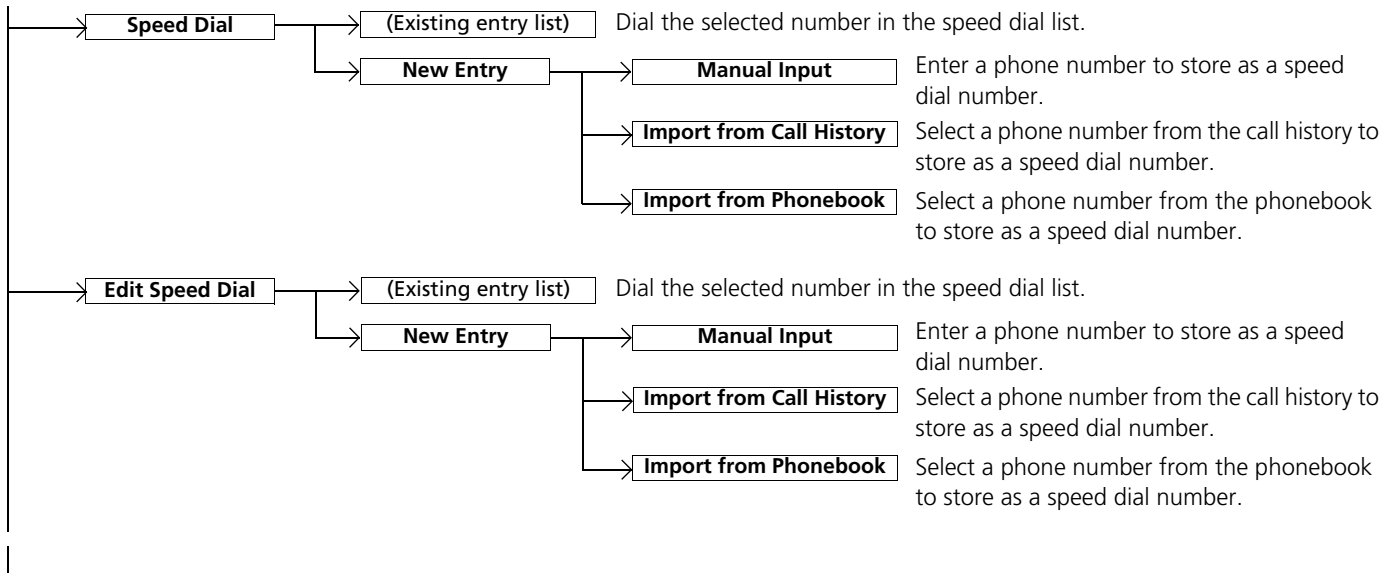 Speed Dial
(Existing entry list)
Dial the selected number in the speed dial list.
New Entry
Manual Input
Enter a phone number to store as a speed
dial number.
Import from Call History
Select a phone number from the call history to
store as a speed dial number.
Import from Phonebook
Select a phone number from the phonebook
to store as a speed dial number.
Edit Speed Dial
(Existing entry list)
Dial the selected number in the speed dial list.
New Entry
Manual Input
Enter a phone number to store as a speed
dial number.
Import from Call History
Select a phone number from the call history to
store as a speed dial number.
Import from Phonebook
Select a phone number from the phonebook
to store as a speed dial number.